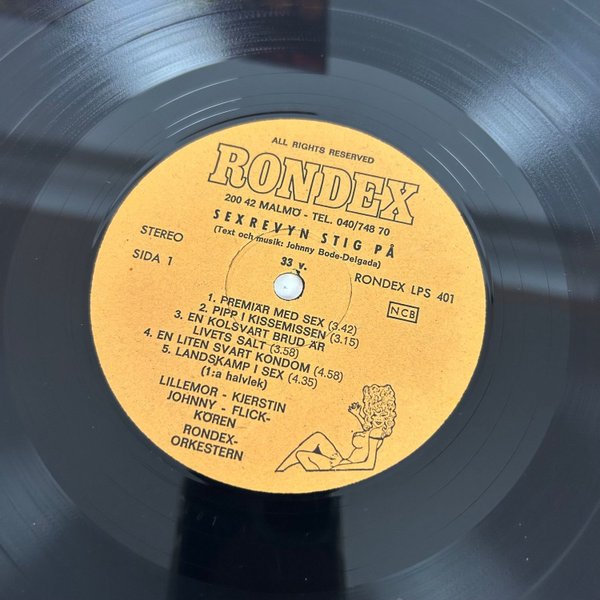 ALL RIGHTS RESERVED
RONDEX
200 42 MALMÖ - TEL. 040/748 70
SEXREVYN STIG PÅ
(Text och musik: Johnny Bode-Delgada)
33 v.
STEREO
SIDA 1
RONDEX LPS 401
NCB
1. PREMIÄR MED SEX (3.42)
2. PIPP I KISSEMISSEN (3.15)
3. EN KOLSVART BRUD ÄR
LIVETS SALT (3.58)
4. EN LITEN SVART KONDOM (4.58)
5. LANDSKAMP I SEX (4.35)
(1:a halvlek)
LILLEMOR - KJERSTIN
JOHNNY - FLICK-
KÖREN
RONDEX-
ORKESTERN